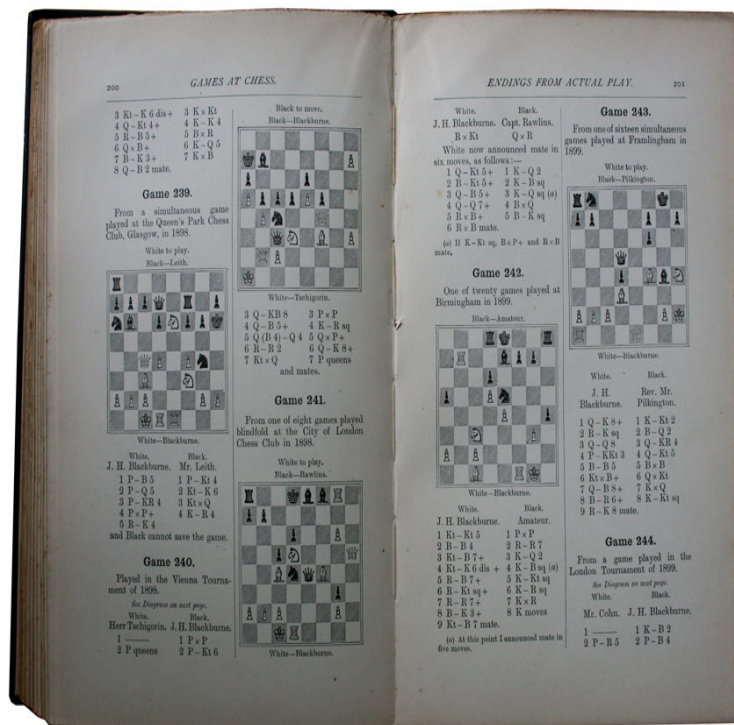 200
GAMES AT CHESS.
3 Kt–K 6 dis+ 3 K x Kt
4 Q–Kt 4+ 4 K–K 4
5 R–B 5+ 5 B x R
6 Q x B+ 6 K–Q 5
7 B–K 3+ 7 K x B
8 Q–B 2 mate.
Game 239.
From a simultaneous game
played at the Queen's Park Chess
Club, Glasgow, in 1898.
White to play.
Black—Leith.
White—Blackburne.
White. Black.
J. H. Blackburne. Mr. Leith.
1 P–B 5 1 P–Kt 4
2 P–Q 5 2 Kt–K 6
3 P–KR 4 3 Kt x Q
4 P x P+ 4 K–R 4
5 R–K 4
and Black cannot save the game.
Game 240.
Played in the Vienna Tourna-
ment of 1898.
See Diagram on next page.
White. Black.
Herr Tschigorin. J. H. Blackburne.
1 —— 1 P x P
2 P queens 2 P–Kt 6
Black to move.
Black—Blackburne.
White—Tschigorin.
3 Q–KB 8 3 P x P
4 Q–B 5+ 4 K–R sq
5 Q (B 4)–Q 4 5 Q x P+
6 R–R 2 6 Q–K 8+
7 Kt x Q 7 P queens
and mates.
Game 241.
From one of eight games played
blindfold at the City of London
Chess Club in 1898.
White to play.
Black—Rawlins.
White—Blackburne.
ENDINGS FROM ACTUAL PLAY.
201
White. Black.
J. H. Blackburne. Capt. Rawlins.
R x Kt Q x R
White now announced mate in
six moves, as follows:—
1 Q–Kt 5+ 1 K–Q 2
2 B–Kt 5+ 2 K–B sq
3 Q–B 5+ 3 K–Q sq (a)
4 Q–Q 7+ 4 B x Q
5 R x B+ 5 B–K sq
6 R x B mate.
(a) If K–Kt sq, B x P+ and R x B
mate.
Game 242.
One of twenty games played at
Birmingham in 1899.
Black—Amateur.
White—Blackburne.
White. Black.
J. H. Blackburne. Amateur.
1 Kt–Kt 5 1 P x P
2 B–B 4 2 R–R 7
3 Kt–B 7+ 3 K–Q 2
4 Kt–K 6 dis + 4 K–B sq (a)
5 R–B 7+ 5 K–Kt sq
6 R–Kt sq+ 6 K–R sq
7 R–R 7+ 7 K x R
8 B–K 3+ 8 K moves
9 Kt–B 7 mate.
(a) At this point I announced mate in
five moves.
Game 243.
From one of sixteen simultaneous
games played at Framlingham in
1899.
White to play.
Black—Pilkington.
White—Blackburne.
White. Black.
J. H. Rev. Mr.
Blackburne. Pilkington.
1 Q–K 8+ 1 K–Kt 2
2 R–K sq 2 B–Q 2
3 Q–Q 8 3 Q–KR 4
4 P–KKt 3 4 Q–Kt 5
5 B–B 5 5 B x B
6 Kt x B+ 6 Q x Kt
7 Q–B 8+ 7 K x Q
8 B–R 6+ 8 K–Kt sq
9 R–K 8 mate.
Game 244.
From a game played in the
London Tournament of 1899.
See Diagram on next page.
White. Black.
Mr. Cohn. J. H. Blackburne.
1 —— 1 K–B 2
2 P–R 5 2 P–B 4